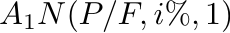 A₁N(P/F, i%, 1)